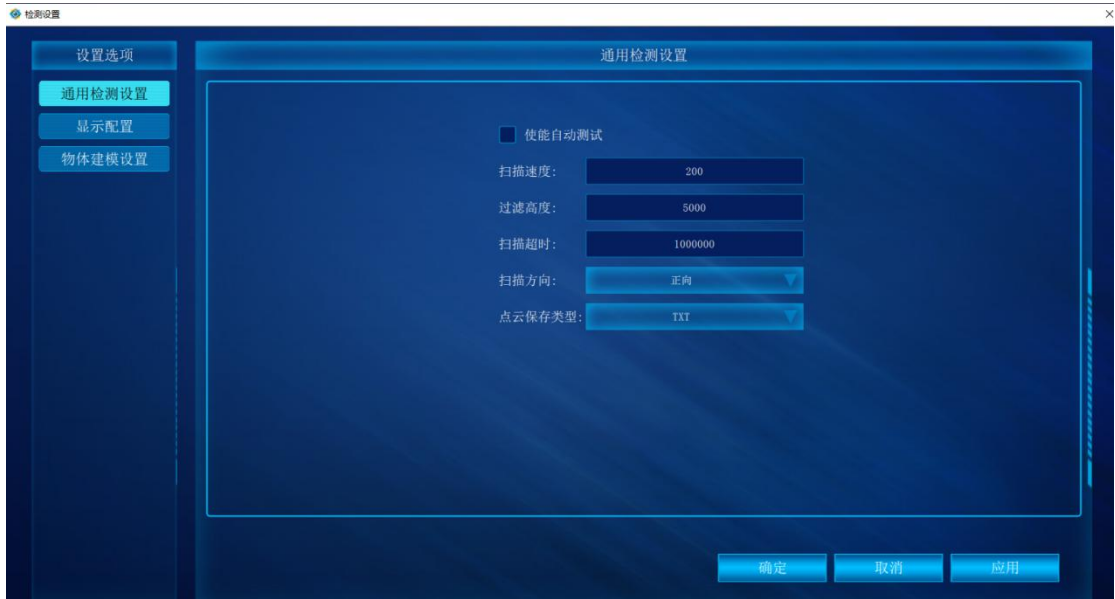 检测设置
设置选项
通用检测设置
通用检测设置
显示配置
物体建模设置
使能自动测试
扫描速度: 200
过滤高度: 5000
扫描超时: 1000000
扫描方向: 正向
点云保存类型: TXT
确定 取消 应用